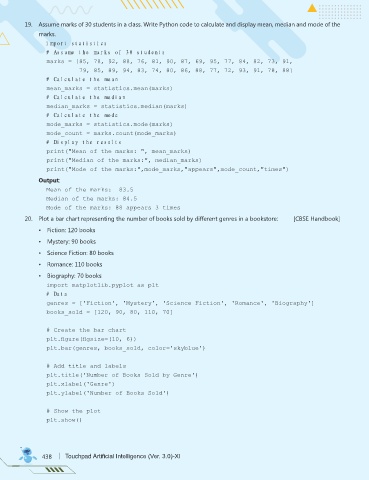 19. Assume marks of 30 students in a class. Write Python code to calculate and display mean, median and mode of the
marks.
import statistics
# Assume the marks of 30 students
marks = [85, 78, 92, 88, 76, 81, 90, 87, 69, 95, 77, 84, 82, 73, 91,
79, 85, 89, 94, 83, 74, 80, 86, 88, 77, 72, 93, 91, 78, 88]
# Calculate the mean
mean_marks = statistics.mean(marks)
# Calculate the median
median_marks = statistics.median(marks)
# Calculate the mode
mode_marks = statistics.mode(marks)
mode_count = marks.count(mode_marks)
# Display the results
print("Mean of the marks: ", mean_marks)
print("Median of the marks:", median_marks)
print("Mode of the marks:",mode_marks,"appears",mode_count,"times")
Output:
Mean of the marks: 83.5
Median of the marks: 84.5
Mode of the marks: 88 appears 3 times
20. Plot a bar chart representing the number of books sold by different genres in a bookstore: [CBSE Handbook]
• Fiction: 120 books
• Mystery: 90 books
• Science Fiction: 80 books
• Romance: 110 books
• Biography: 70 books
import matplotlib.pyplot as plt
# Data
genres = ['Fiction', 'Mystery', 'Science Fiction', 'Romance', 'Biography']
books_sold = [120, 90, 80, 110, 70]
# Create the bar chart
plt.figure(figsize=(10, 6))
plt.bar(genres, books_sold, color='skyblue')
# Add title and labels
plt.title('Number of Books Sold by Genre')
plt.xlabel('Genre')
plt.ylabel('Number of Books Sold')
# Show the plot
plt.show()
438 Touchpad Artificial Intelligence (Ver. 3.0)-XI